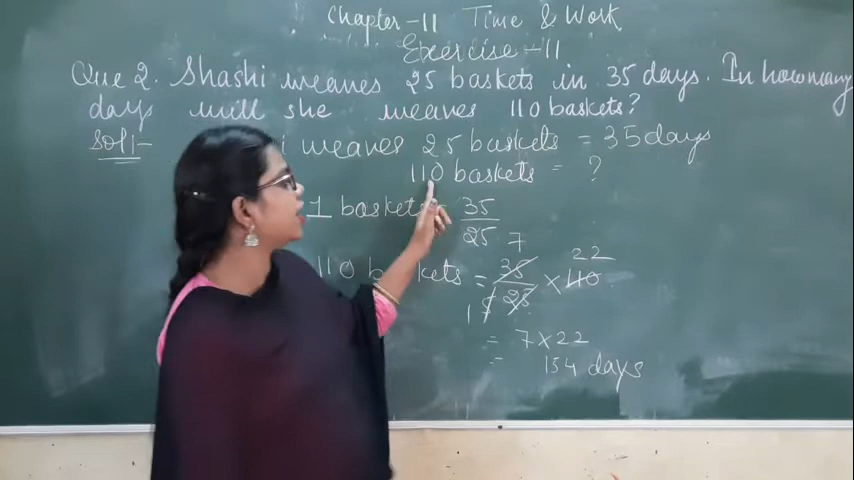 Chapter-11 Time & Work
Exercise-11
Que 2. Shashi weaves 25 baskets in 35 days. In how many
days will she weaves 110 baskets?
Sol:- i weaves 25 baskets = 35 days
110 baskets = ?
1 baskets = 35/25
110 baskets = 35/25 × 110 7 5 1 22
= 7×22
= 154 days